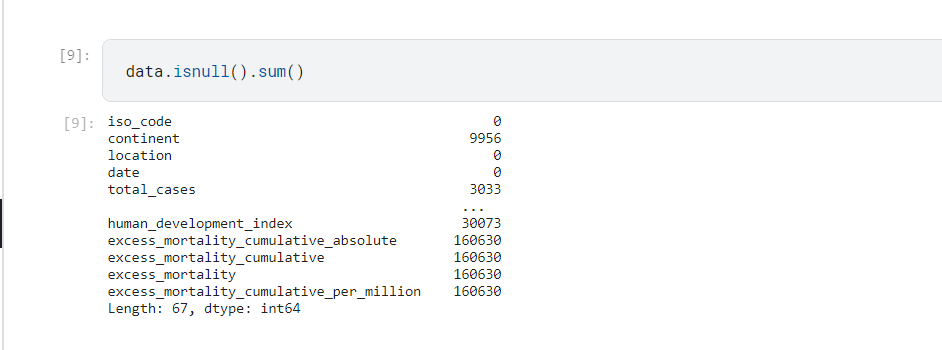 [9]:
data.isnull().sum()
[9]:
iso_code 0
continent 9956
location 0
date 0
total_cases 3033
...
human_development_index 30073
excess_mortality_cumulative_absolute 160630
excess_mortality_cumulative 160630
excess_mortality 160630
excess_mortality_cumulative_per_million 160630
Length: 67, dtype: int64